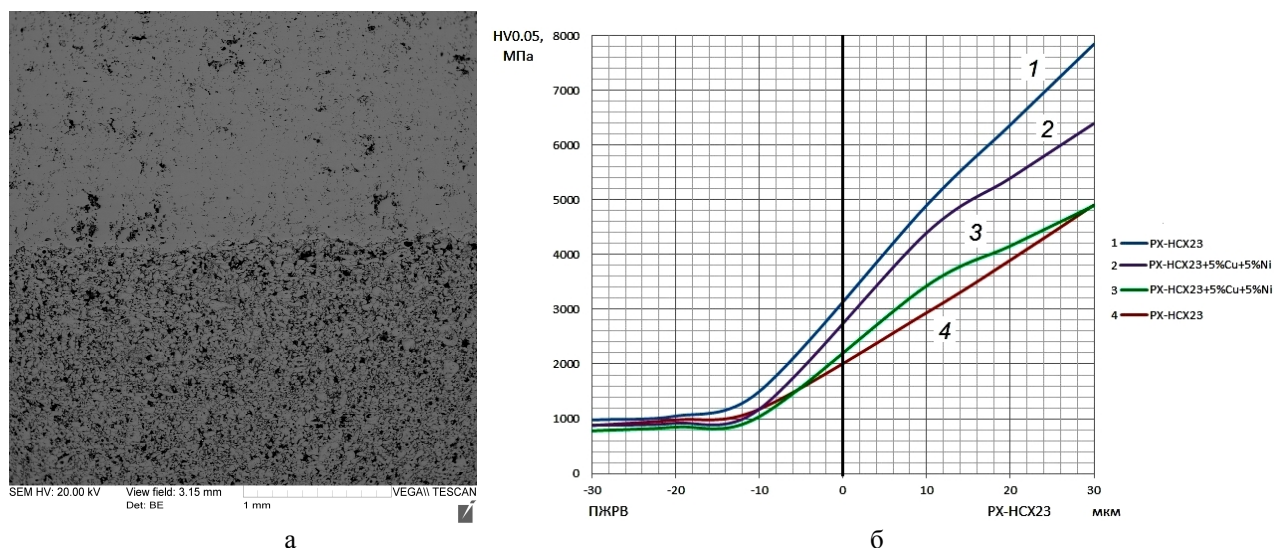 SEM HV: 20.00 kV View field: 3.15 mm VEGA\\ TESCAN
Det: BE 1 mm
а
HV0.05,
МПа
8000
7000
6000
5000
4000
3000
2000
1000
0
-30 -20 -10 0 10 20 30
ПЖРВ РХ-НСХ23 мкм
1
2
3
4
1 РХ-НСХ23
2 РХ-НСХ23+5%Cu+5%Ni
3 РХ-НСХ23+5%Cu+5%Ni
4 РХ-НСХ23
б